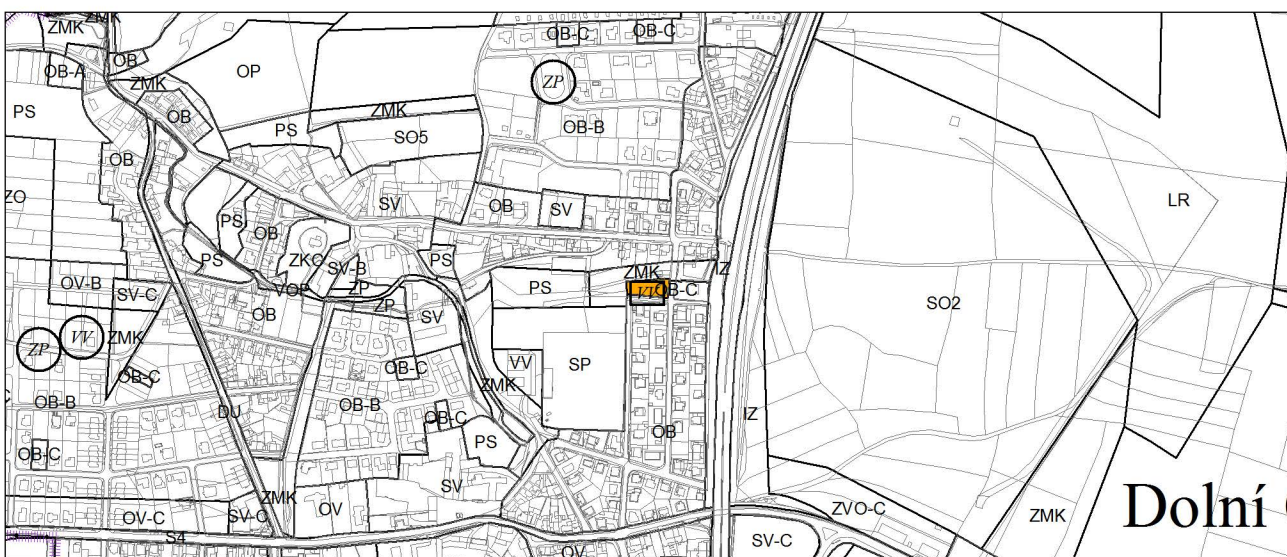 ZMK
ZMK
OB-C
OB-C
OB
OB-A
OP
ZMK
ZP
PS
OB
ZMK
PS
OB-B
SO5
OB
ZO
SV
LR
OB
SV
PS
OB
PS
PS
ZKC
SV-B
ZMK
IZ
OV-B
SV-C
VOP
ZP
ZP
PS
OB-C
SO2
OB
SV
ZP
VV
ZMK
VV
SP
OB-C
OB-C
ZMK
OB-B
OB-B
DU
OB-C
IZ
PS
OB
OB-C
SV
ZMK
OV
ZVO-C
ZMK
Dolní
OV-C
SV-C
S4
OV
SV-C